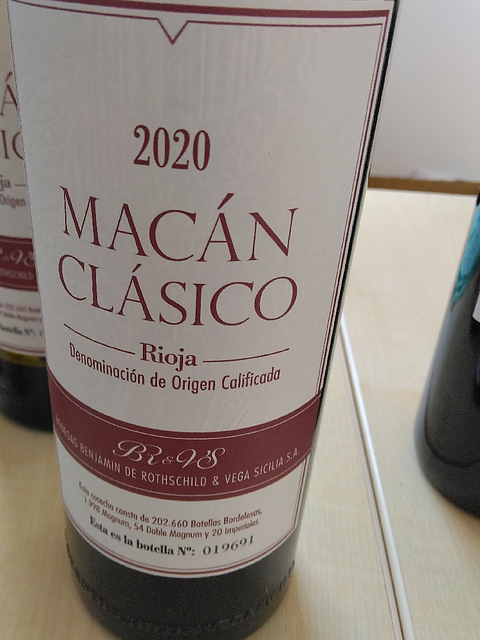 2020
MACÁN
CLÁSICO
Rioja
Denominación de Origen Calificada
BR & VS
BODEGAS BENJAMIN DE ROTHSCHILD & VEGA SICILIA S.A.
Esta cosecha consta de 202.660 Botellas Bordelesas,
1.998 Magnum, 54 Doble Magnum y 20 Imperiales
Esta es la botella Nº: 019691